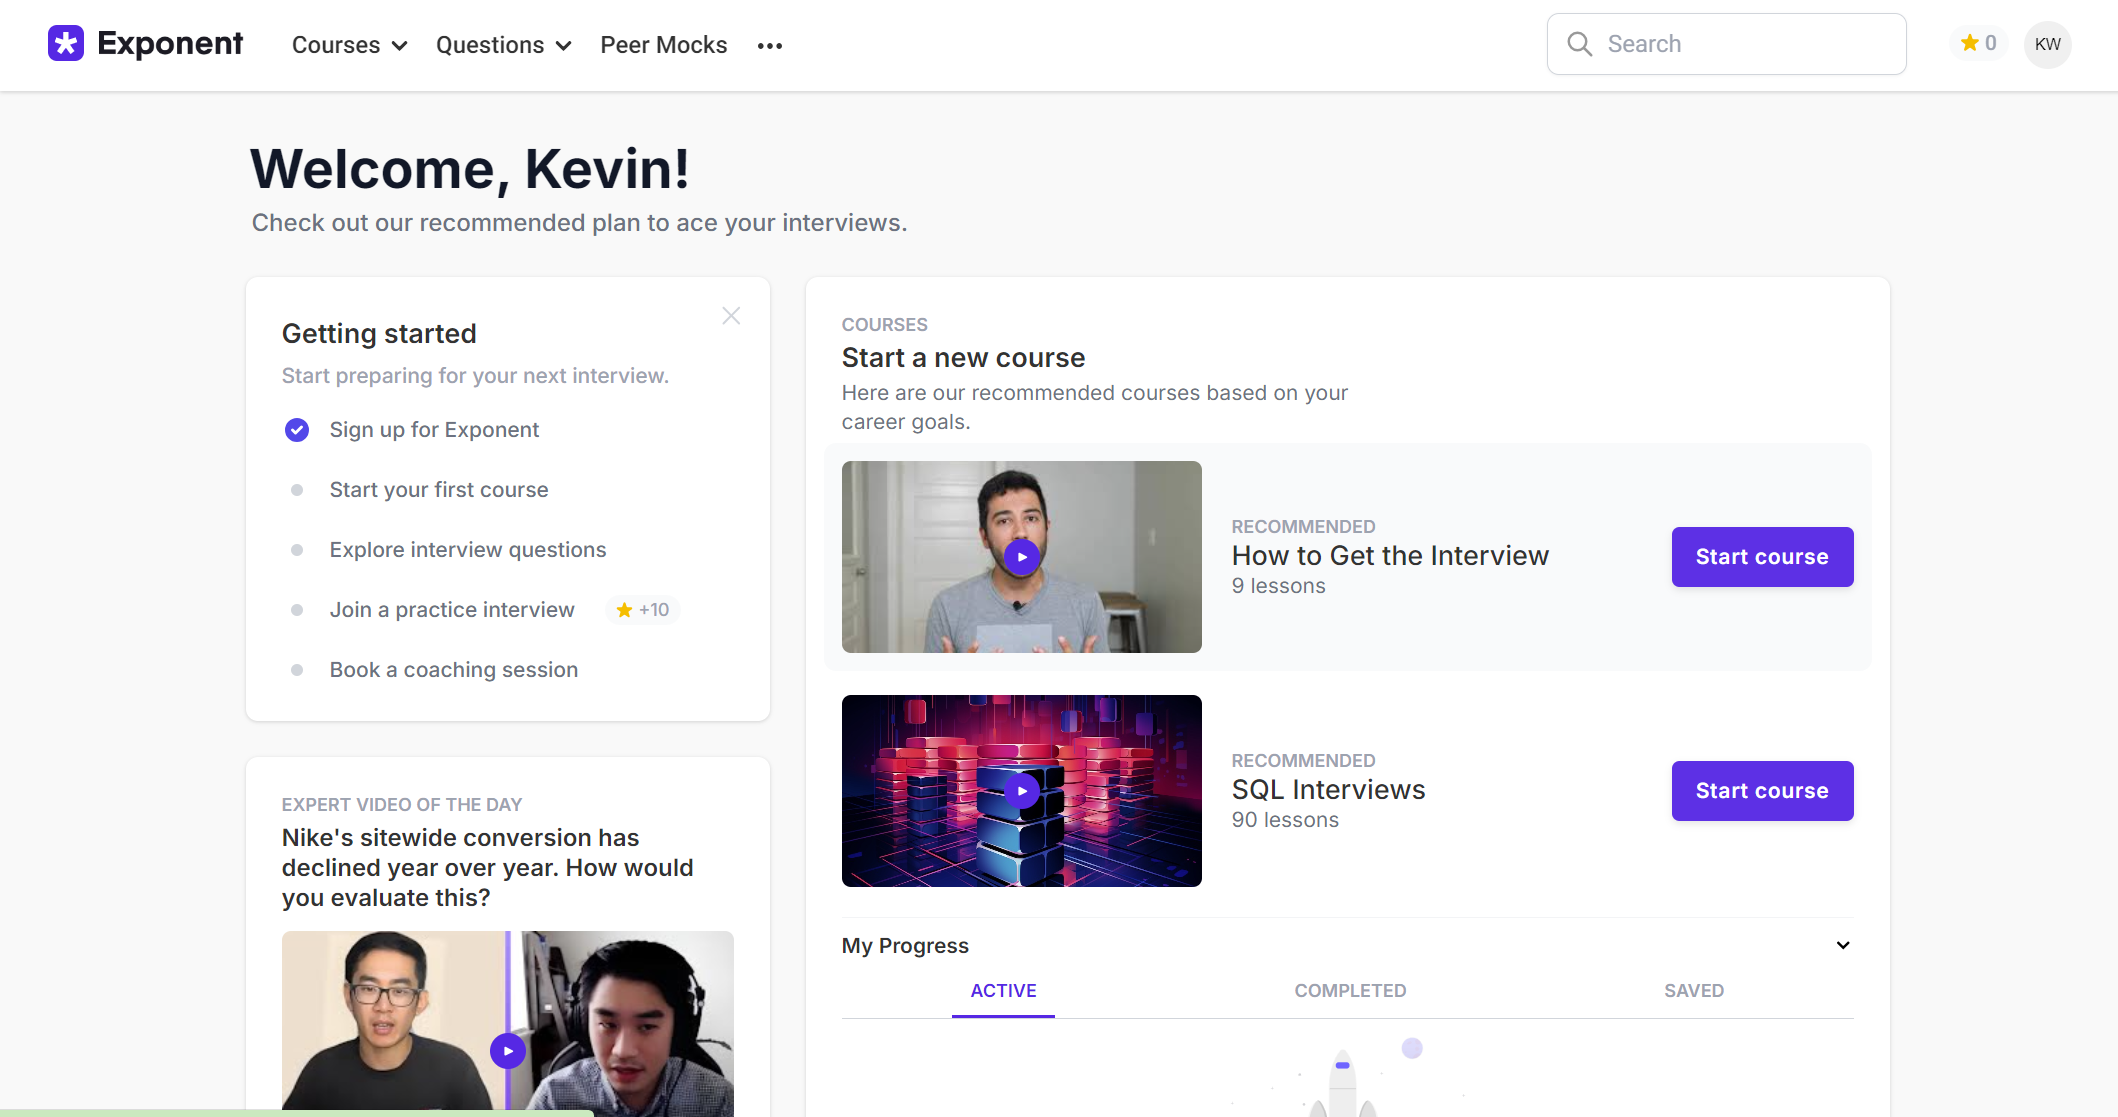 Exponent
Courses
Questions
Peer Mocks
Search
0
KW
Welcome, Kevin!
Check out our recommended plan to ace your interviews.
Getting started
Start preparing for your next interview.
Sign up for Exponent
Start your first course
Explore interview questions
Join a practice interview
+10
Book a coaching session
EXPERT VIDEO OF THE DAY
Nike's sitewide conversion has
declined year over year. How would
you evaluate this?
COURSES
Start a new course
Here are our recommended courses based on your
career goals.
RECOMMENDED
How to Get the Interview
9 lessons
Start course
RECOMMENDED
SQL Interviews
90 lessons
Start course
My Progress
ACTIVE
COMPLETED
SAVED